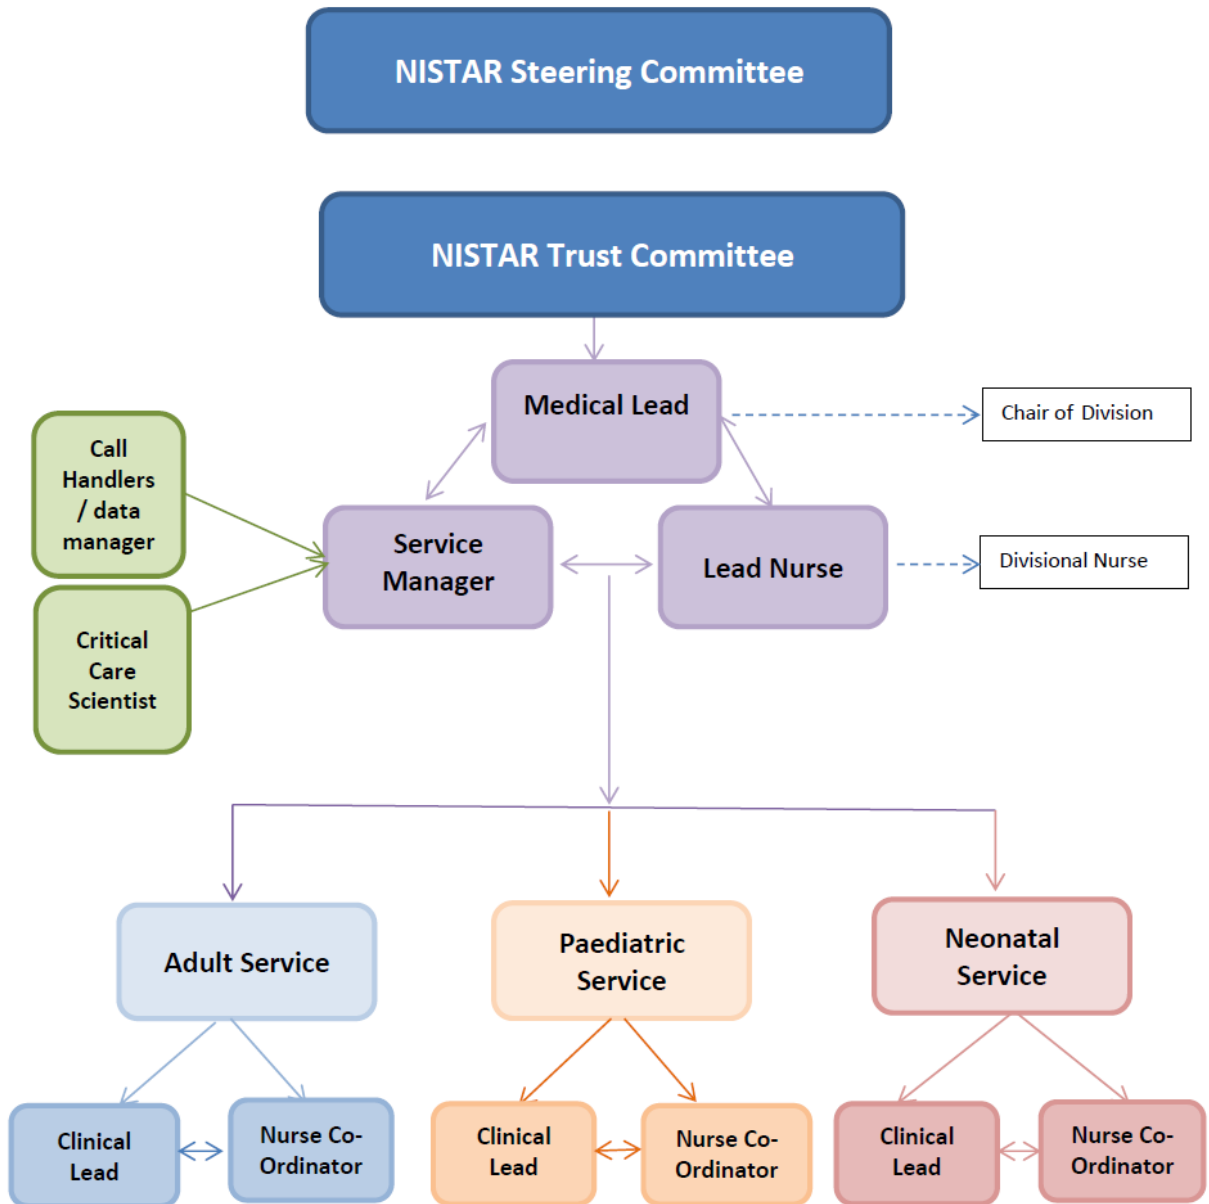 NISTAR Steering Committee
NISTAR Trust Committee
Medical Lead
Chair of Division
Call
Handlers
/ data
manager
Service
Manager
Lead Nurse
Divisional Nurse
Critical
Care
Scientist
Adult Service
Paediatric
Service
Neonatal
Service
Clinical
Lead
Nurse Co-
Ordinator
Clinical
Lead
Nurse Co-
Ordinator
Clinical
Lead
Nurse Co-
Ordinator